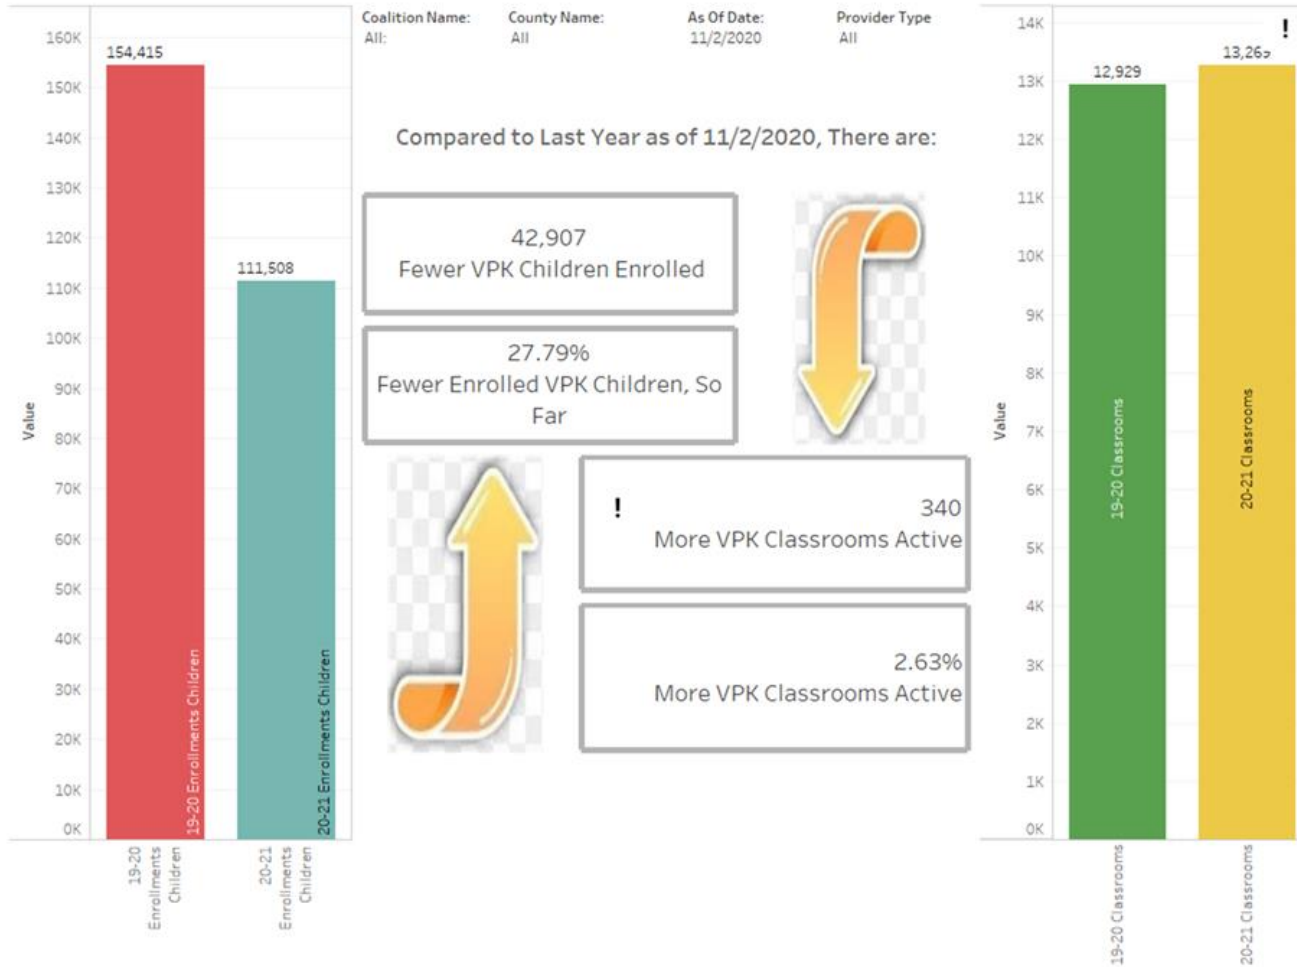 160K
150K
140K
130K
120K
110K
100K
90K
80K
70K
60K
50K
40K
30K
20K
10K
0K
Value
154,415
111,508
19-20 Enrollments Children
20-21 Enrollments Children
19-20
Enrollments
Children
20-21
Enrollments
Children
Coalition Name:
All:
County Name:
All
As Of Date:
11/2/2020
Provider Type
All
Compared to Last Year as of 11/2/2020, There are:
42,907
Fewer VPK Children Enrolled
27.79%
Fewer Enrolled VPK Children, So
Far
!
340
More VPK Classrooms Active
2.63%
More VPK Classrooms Active
14K
13K
12K
11K
10K
9K
8K
7K
6K
5K
4K
3K
2K
1K
0K
Value
!
12,929
19-20 Classrooms
20-21 Classrooms
19-20 Classrooms
20-21 Classrooms